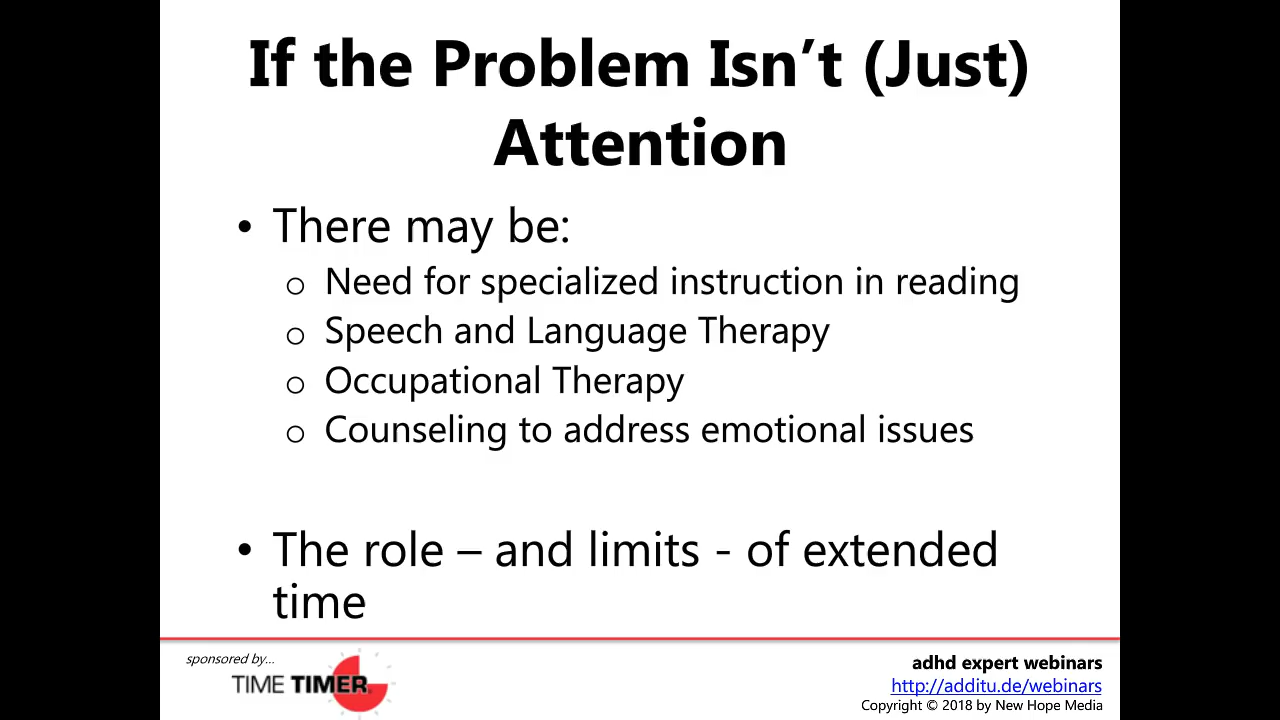 If the Problem Isn’t (Just)
Attention
• There may be:
o Need for specialized instruction in reading
o Speech and Language Therapy
o Occupational Therapy
o Counseling to address emotional issues
• The role – and limits - of extended
time
sponsored by...
TIME TIMER
adhd expert webinars
http://additu.de/webinars
Copyright © 2018 by New Hope Media